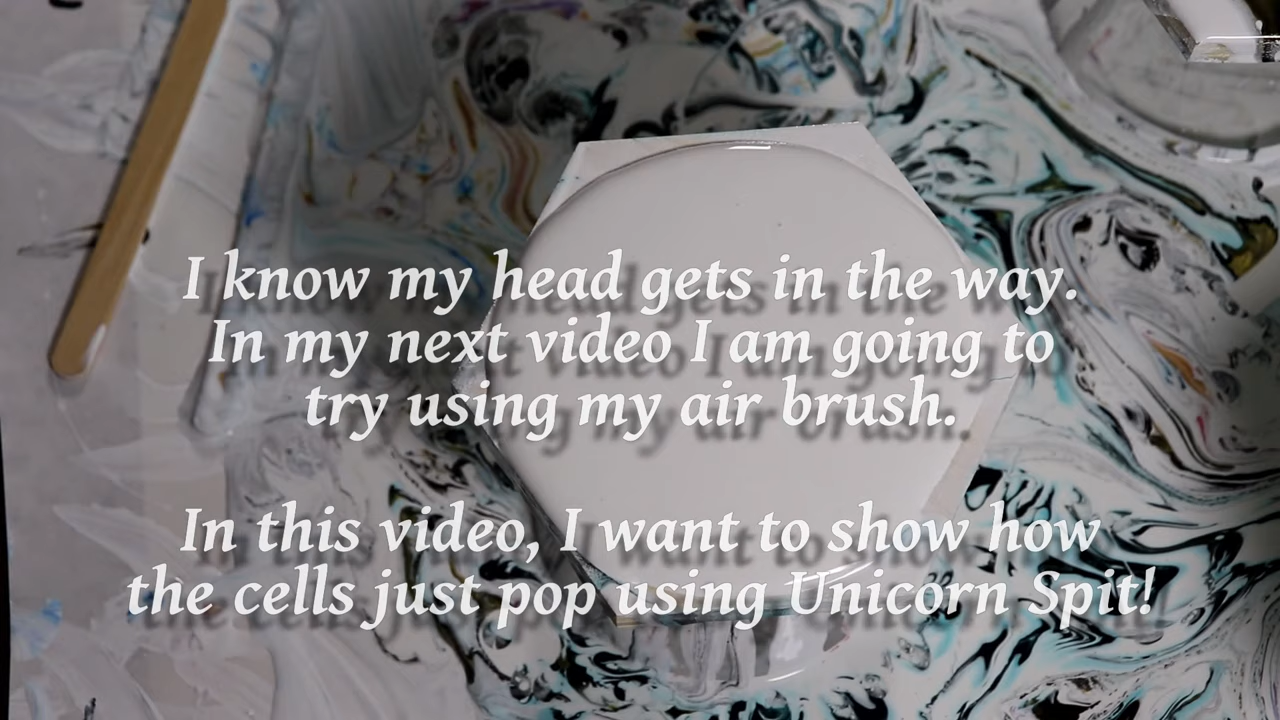 I know my head gets in the way.
In my next video I am going to
try using my air brush.
In this video, I want to show how
the cells just pop using Unicorn Spit!